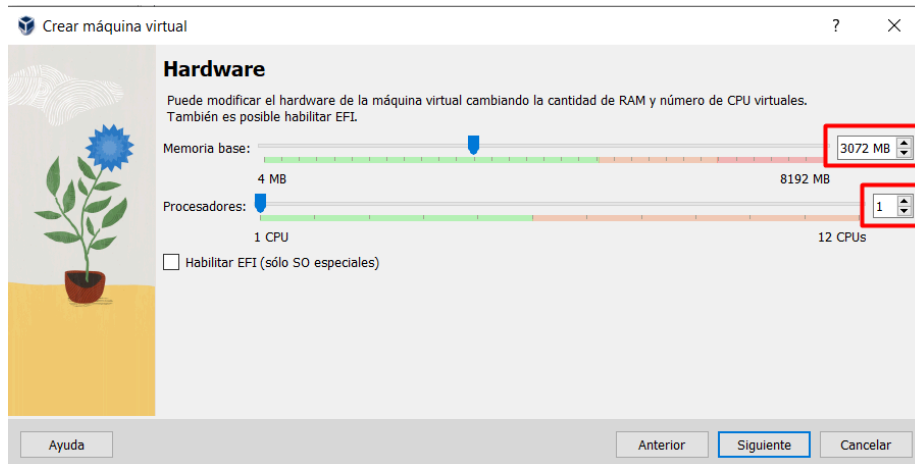 Crear máquina virtual
Hardware
Puede modificar el hardware de la máquina virtual cambiando la cantidad de RAM y número de CPU virtuales.
También es posible habilitar EFI.
Memoria base:
3072 MB
4 MB
8192 MB
Procesadores:
1
1 CPU
12 CPUs
Habilitar EFI (sólo SO especiales)
Ayuda
Anterior
Siguiente
Cancelar